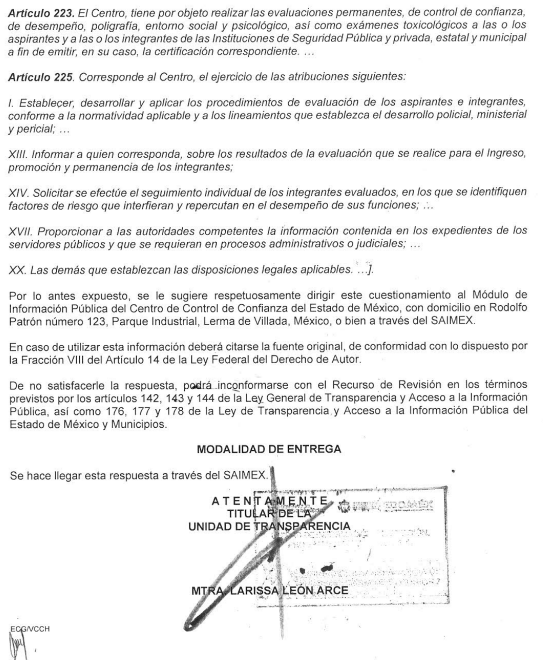 Artículo 223. El Centro, tiene por objeto realizar las evaluaciones permanentes, de control de confianza,
de desempeño, poligrafía, entorno social y psicológico, así como exámenes toxicológicos a las o los
aspirantes y a las o los integrantes de las Instituciones de Seguridad Pública y privada, estatal y municipal
a fin de emitir, en su caso, la certificación correspondiente. …
Artículo 225. Corresponde al Centro, el ejercicio de las atribuciones siguientes:
I. Establecer, desarrollar y aplicar los procedimientos de evaluación de los aspirantes e integrantes,
conforme a la normatividad aplicable y a los lineamientos que establezca el desarrollo policial, ministerial
y pericial; …
XIII. Informar a quien corresponda, sobre los resultados de la evaluación que se realice para el Ingreso,
promoción y permanencia de los integrantes;
XIV. Solicitar se efectúe el seguimiento individual de los integrantes evaluados, en los que se identifiquen
factores de riesgo que interfieran y repercutan en el desempeño de sus funciones; …
XVII. Proporcionar a las autoridades competentes la información contenida en los expedientes de los
servidores públicos y que se requieran en procesos administrativos o judiciales; …
XX. Las demás que establezcan las disposiciones legales aplicables. …].
Por lo antes expuesto, se le sugiere respetuosamente dirigir este cuestionamiento al Módulo de
Información Pública del Centro de Control de Confianza del Estado de México, con domicilio en Rodolfo
Patrón número 123, Parque Industrial, Lerma de Villada, México, o bien a través del SAIMEX.
En caso de utilizar esta información deberá citarse la fuente original, de conformidad con lo dispuesto por
la Fracción VIII del Artículo 14 de la Ley Federal del Derecho de Autor.
De no satisfacerle la respuesta, podrá inconformarse con el Recurso de Revisión en los términos
previstos por los artículos 142, 143 y 144 de la Ley General de Transparencia y Acceso a la Información
Pública, así como 176, 177 y 178 de la Ley de Transparencia y Acceso a la Información Pública del
Estado de México y Municipios.
MODALIDAD DE ENTREGA
Se hace llegar esta respuesta a través del SAIMEX.
A T E N T A M E N T E
TITULAR DE LA
UNIDAD DE TRANSPARENCIA
MTRA. LARISSA LEÓN ARCE
ECG/VCCH